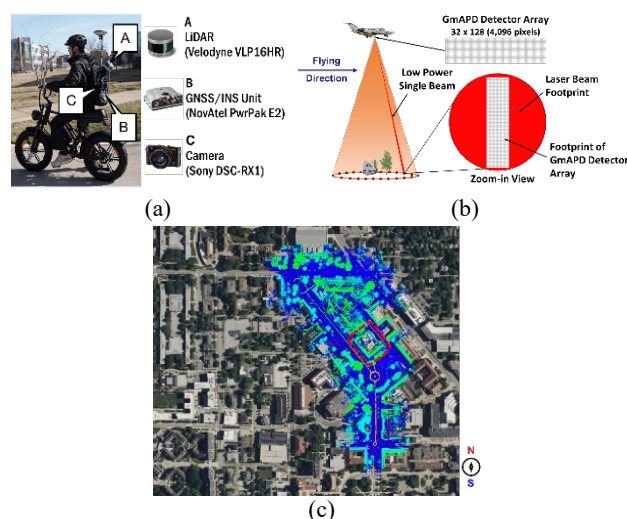 A
LiDAR
(Velodyne VLP16HR)
B
GNSS/INS Unit
(NovAtel PwrPak E2)
C
Camera
(Sony DSC-RX1)
A
C
B
(a)
GmAPD Detector Array
32 x 128 (4,096 pixels)
Flying
Direction
Low Power
Single Beam
Laser Beam
Footprint
Footprint of
GmAPD Detector
Array
Zoom-in View
(b)
N
S
(c)